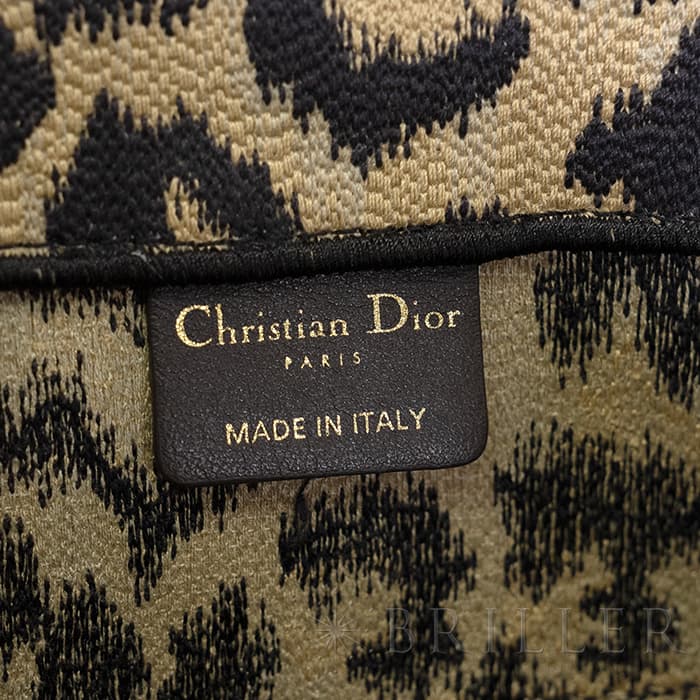 Christian Dior
PARIS
MADE IN ITALY
BRILLER